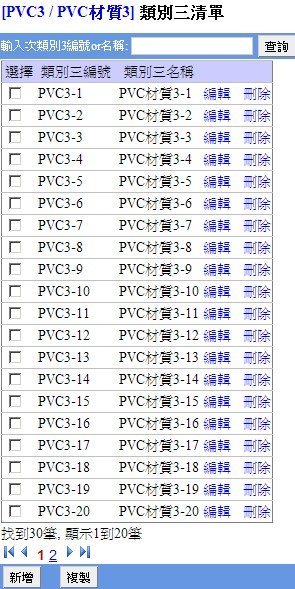 [PVC3 / PVC材質3] 類別三清單
輸入次類別3編號or名稱: 查詢
選擇 類別三編號 類別三名稱
PVC3-1 PVC材質3-1 編輯 刪除
PVC3-2 PVC材質3-2 編輯 刪除
PVC3-3 PVC材質3-3 編輯 刪除
PVC3-4 PVC材質3-4 編輯 刪除
PVC3-5 PVC材質3-5 編輯 刪除
PVC3-6 PVC材質3-6 編輯 刪除
PVC3-7 PVC材質3-7 編輯 刪除
PVC3-8 PVC材質3-8 編輯 刪除
PVC3-9 PVC材質3-9 編輯 刪除
PVC3-10 PVC材質3-10 編輯 刪除
PVC3-11 PVC材質3-11 編輯 刪除
PVC3-12 PVC材質3-12 編輯 刪除
PVC3-13 PVC材質3-13 編輯 刪除
PVC3-14 PVC材質3-14 編輯 刪除
PVC3-15 PVC材質3-15 編輯 刪除
PVC3-16 PVC材質3-16 編輯 刪除
PVC3-17 PVC材質3-17 編輯 刪除
PVC3-18 PVC材質3-18 編輯 刪除
PVC3-19 PVC材質3-19 編輯 刪除
PVC3-20 PVC材質3-20 編輯 刪除
找到30筆, 顯示1到20筆
1 2
新增 複製